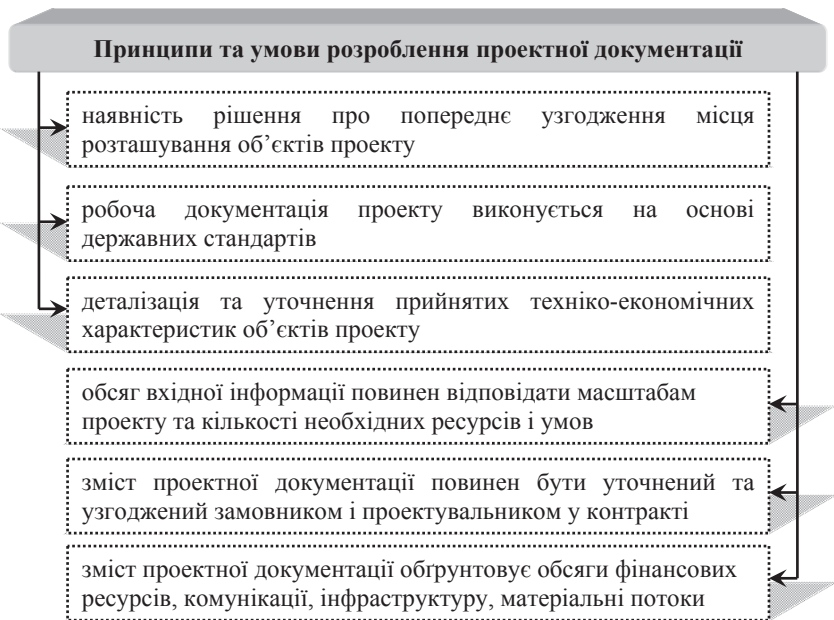 Принципи та умови розроблення проектної документації
наявність рішення про попереднє узгодження місця
розташування об’єктів проекту
робоча документація проекту виконується на основі
державних стандартів
деталізація та уточнення прийнятих техніко-економічних
характеристик об’єктів проекту
обсяг вхідної інформації повинен відповідати масштабам
проекту та кількості необхідних ресурсів і умов
зміст проектної документації повинен бути уточнений та
узгоджений замовником і проектувальником у контракті
зміст проектної документації обґрунтовує обсяги фінансових
ресурсів, комунікації, інфраструктуру, матеріальні потоки